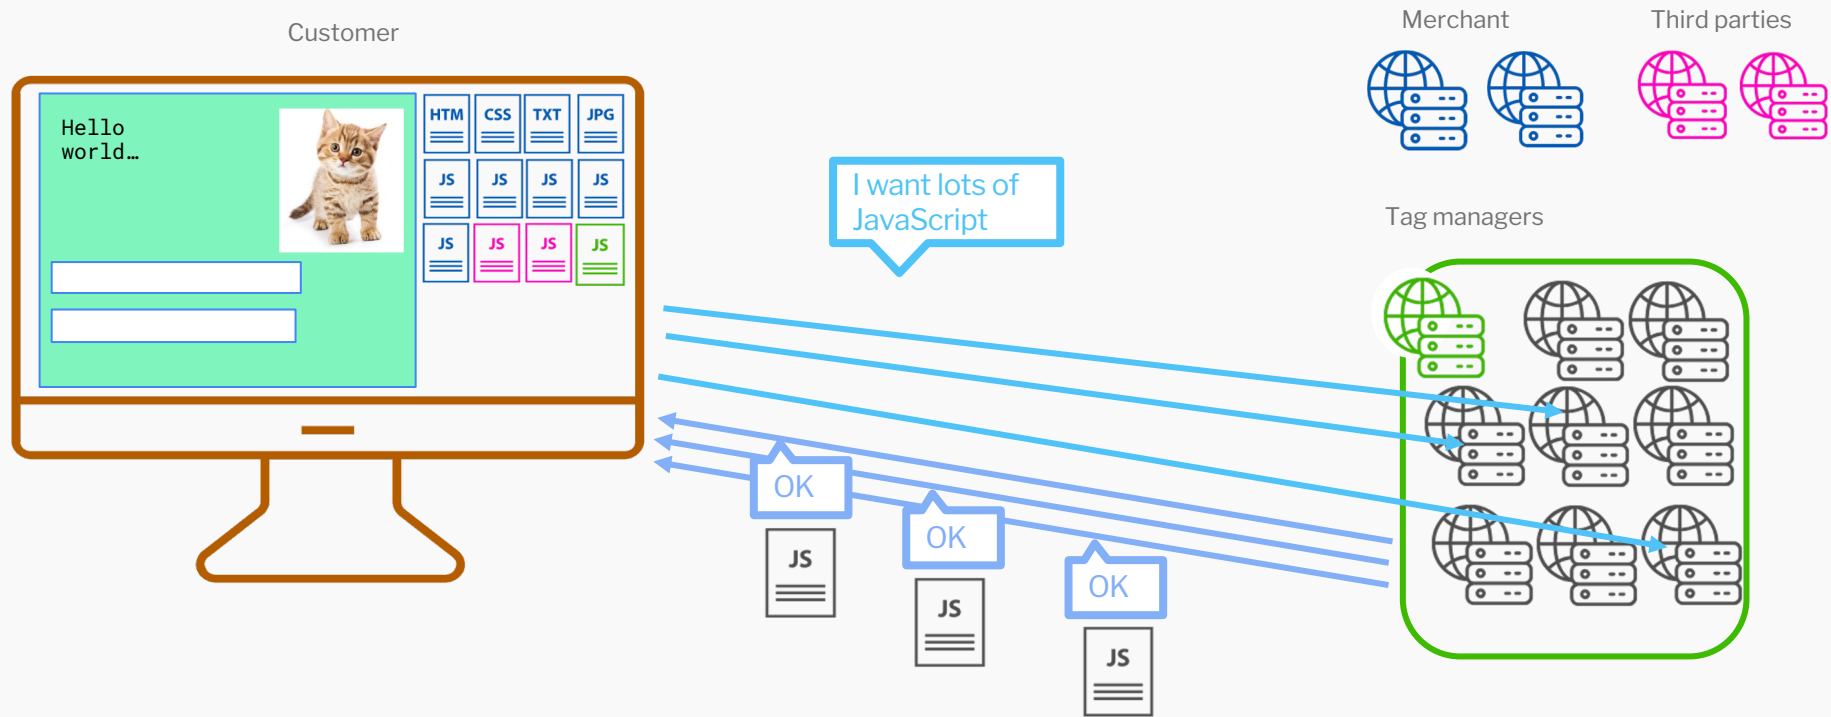 Customer
Merchant
Third parties
Hello
world…
HTM
CSS
TXT
JPG
JS
JS
JS
JS
JS
JS
JS
JS
I want lots of
JavaScript
Tag managers
OK
OK
OK
JS
JS
JS